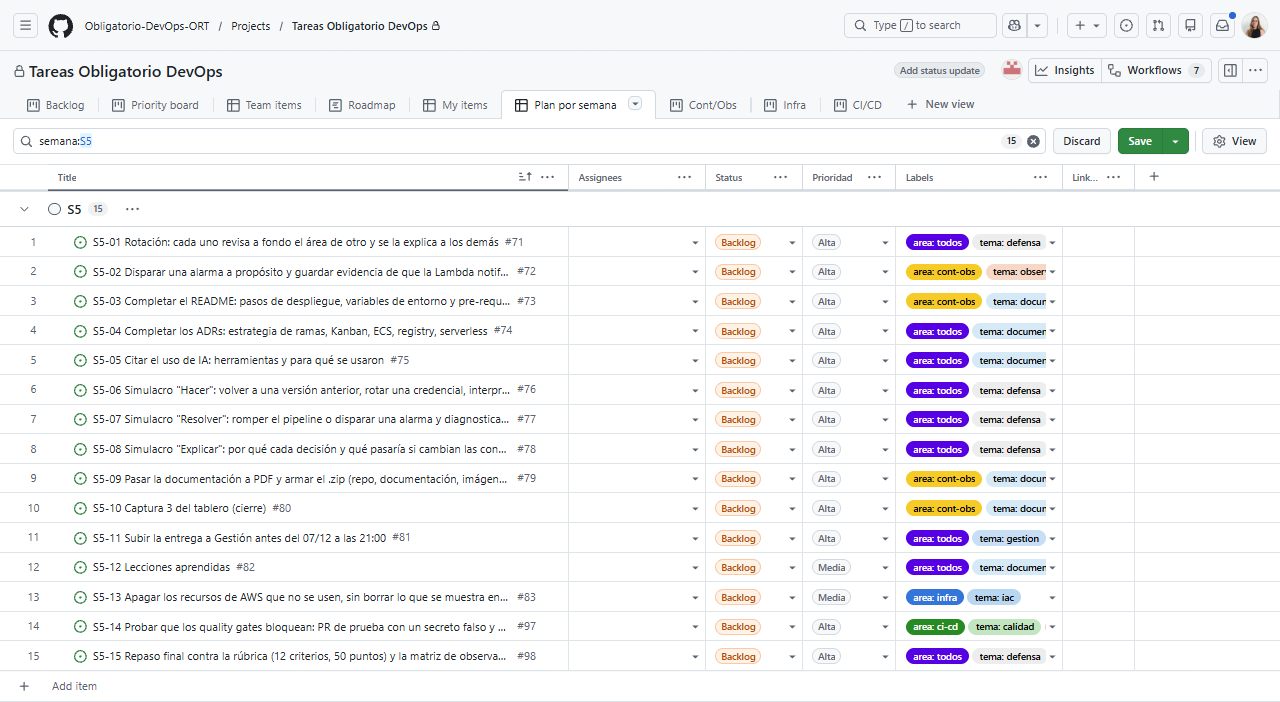 Obligatorio-DevOps-ORT / Projects / Tareas Obligatorio DevOps
Type / to search
Tareas Obligatorio DevOps
Add status update
Insights
Workflows 7
Backlog
Priority board
Team items
Roadmap
My items
Plan por semana
Cont/Obs
Infra
CI/CD
New view
semana:S5
15
Discard
Save
View
Title Assignees Status Prioridad Labels Link...
S5 15
1 S5-01 Rotación: cada uno revisa a fondo el área de otro y se la explica a los demás #71 Backlog Alta area: todos tema: defensa
2 S5-02 Disparar una alarma a propósito y guardar evidencia de que la Lambda notif... #72 Backlog Alta area: cont-obs tema: obser
3 S5-03 Completar el README: pasos de despliegue, variables de entorno y pre-requ... #73 Backlog Alta area: cont-obs tema: docum
4 S5-04 Completar los ADRs: estrategia de ramas, Kanban, ECS, registry, serverless #74 Backlog Alta area: todos tema: documen
5 S5-05 Citar el uso de IA: herramientas y para qué se usaron #75 Backlog Alta area: todos tema: documen
6 S5-06 Simulacro "Hacer": volver a una versión anterior, rotar una credencial, interpr... #76 Backlog Alta area: todos tema: defensa
7 S5-07 Simulacro "Resolver": romper el pipeline o disparar una alarma y diagnostica... #77 Backlog Alta area: todos tema: defensa
8 S5-08 Simulacro "Explicar": por qué cada decisión y qué pasaría si cambian las con... #78 Backlog Alta area: todos tema: defensa
9 S5-09 Pasar la documentación a PDF y armar el .zip (repo, documentación, imágen... #79 Backlog Alta area: cont-obs tema: docum
10 S5-10 Captura 3 del tablero (cierre) #80 Backlog Alta area: cont-obs tema: docum
11 S5-11 Subir la entrega a Gestión antes del 07/12 a las 21:00 #81 Backlog Alta area: todos tema: gestion
12 S5-12 Lecciones aprendidas #82 Backlog Media area: todos tema: documen
13 S5-13 Apagar los recursos de AWS que no se usen, sin borrar lo que se muestra en... #83 Backlog Media area: infra tema: iac
14 S5-14 Probar que los quality gates bloquean: PR de prueba con un secreto falso y ... #97 Backlog Alta area: ci-cd tema: calidad
15 S5-15 Repaso final contra la rúbrica (12 criterios, 50 puntos) y la matriz de observa... #98 Backlog Alta area: todos tema: defensa
Add item